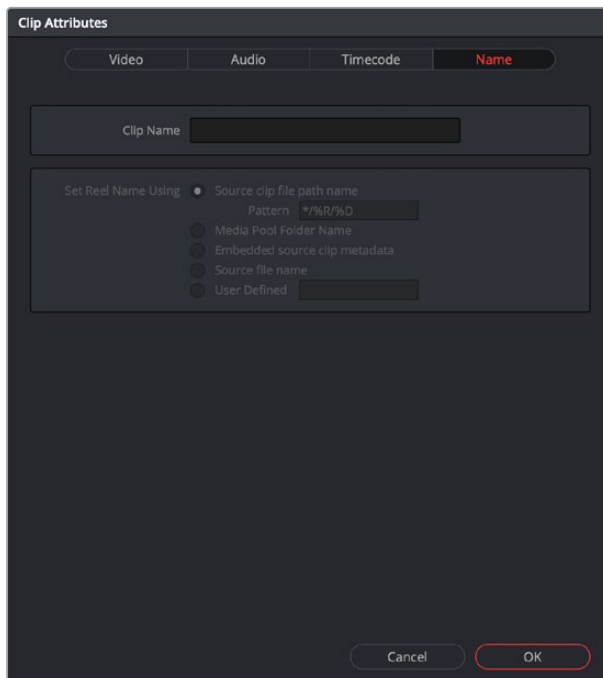 Clip Attributes
Video Audio Timecode Name
Clip Name
Set Reel Name Using Source clip file path name
Pattern */%R/%D
Media Pool Folder Name
Embedded source clip metadata
Source file name
User Defined
Cancel OK